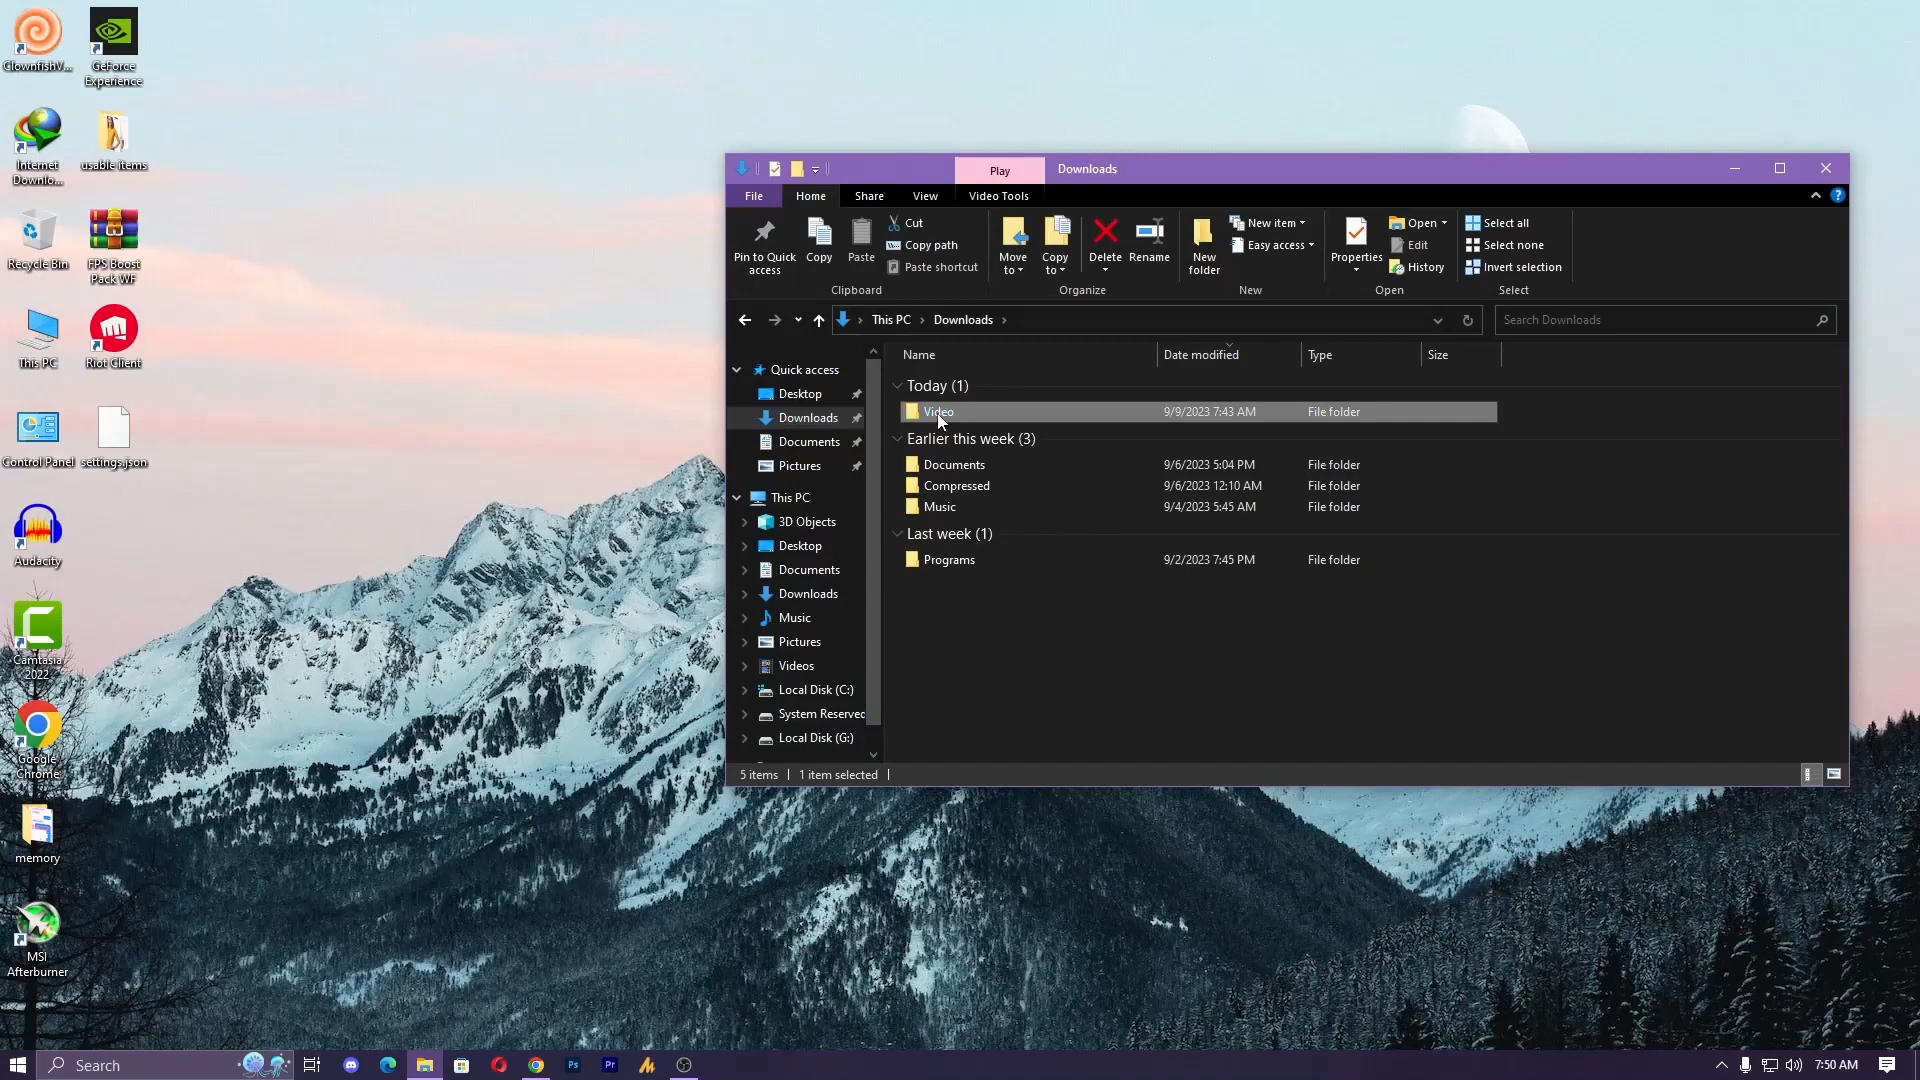 ClownfishV...
GeForce
Experience
Internet
Downlo...
usable items
Recycle Bin
FPS Boost
Pack WF
This PC
Riot Client
Control Panel
settings.json
Audacity
Camtasia
2022
Google
Chrome
memory
MSI
Afterburner
Play
Downloads
File
Home
Share
View
Video Tools
Pin to Quick
access
Copy
Paste
Cut
Copy path
Paste shortcut
Clipboard
Move
to
Copy
to
Delete
Rename
Organize
New
folder
New item
Easy access
New
Properties
Open
Edit
History
Open
Select all
Select none
Invert selection
Select
This PC
Downloads
Search Downloads
Quick access
Desktop
Downloads
Documents
Pictures
This PC
3D Objects
Desktop
Documents
Downloads
Music
Pictures
Videos
Local Disk (C:)
System Reserved
Local Disk (G:)
Name Date modified Type Size
Today (1)
Video 9/9/2023 7:43 AM File folder
Earlier this week (3)
Documents 9/6/2023 5:04 PM File folder
Compressed 9/6/2023 12:10 AM File folder
Music 9/4/2023 5:45 AM File folder
Last week (1)
Programs 9/2/2023 7:45 PM File folder
5 items
1 item selected
Search
Ps
Pr
7:50 AM